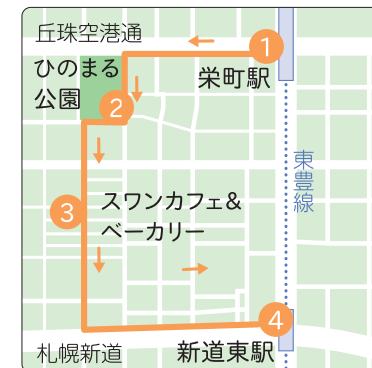 丘珠空港通
1
栄町駅
ひのまる
公園
2
東豊線
スワンカフェ&
ベーカリー
3
4
新道東駅
札幌新道